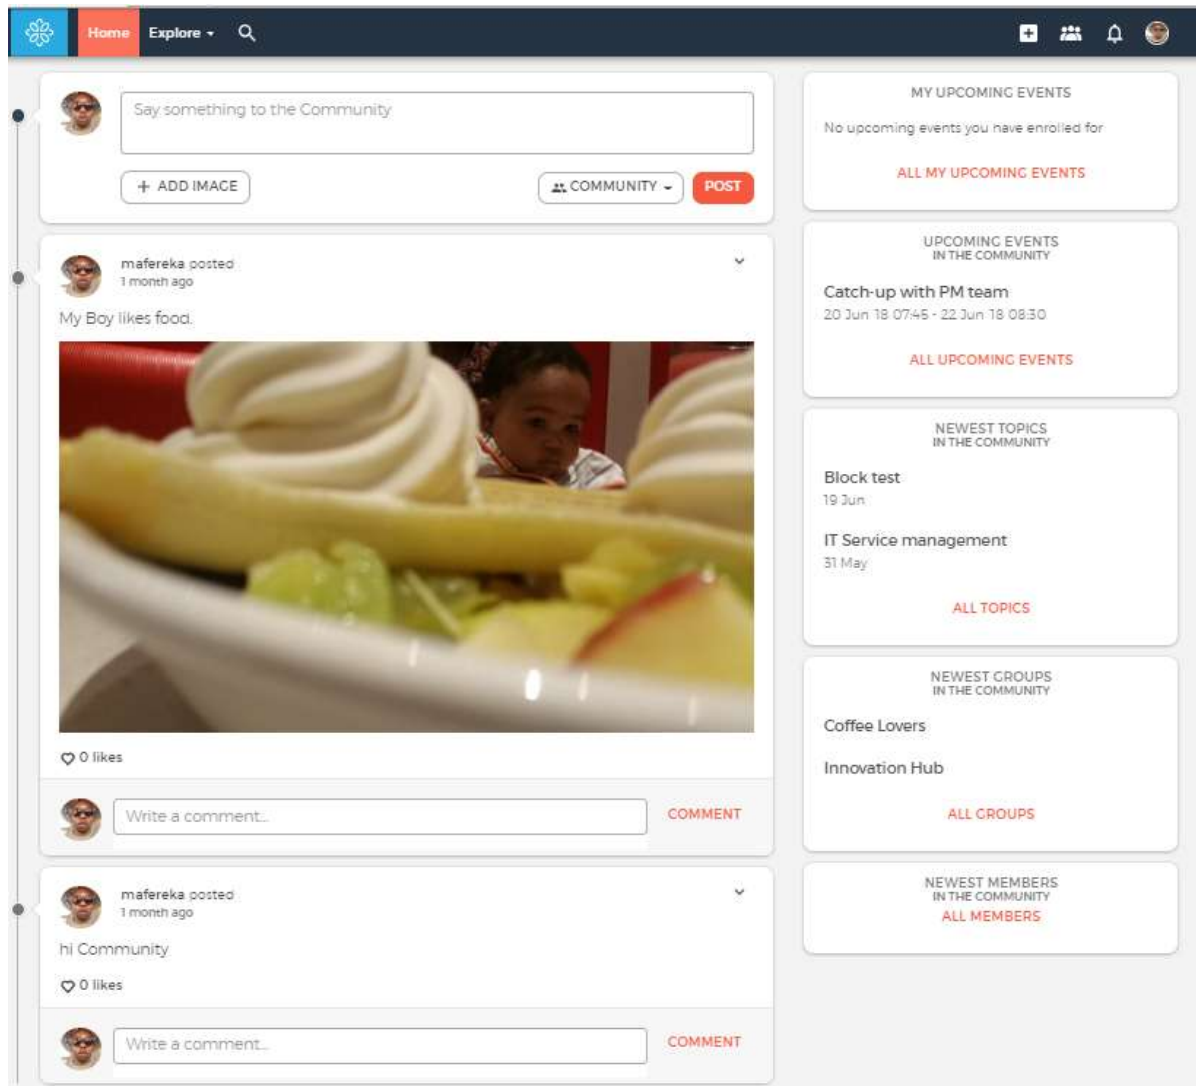 Home Explore
Say something to the Community
+ ADD IMAGE COMMUNITY POST
mafereka posted
1 month ago
My Boy likes food.
0 likes
Write a comment... COMMENT
mafereka posted
1 month ago
hi Community
0 likes
Write a comment... COMMENT
MY UPCOMING EVENTS
No upcoming events you have enrolled for
ALL MY UPCOMING EVENTS
UPCOMING EVENTS
IN THE COMMUNITY
Catch-up with PM team
20 Jun 18 07:45 - 22 Jun 18 08:30
ALL UPCOMING EVENTS
NEWEST TOPICS
IN THE COMMUNITY
Block test
19 Jun
IT Service management
31 May
ALL TOPICS
NEWEST GROUPS
IN THE COMMUNITY
Coffee Lovers
Innovation Hub
ALL GROUPS
NEWEST MEMBERS
IN THE COMMUNITY
ALL MEMBERS